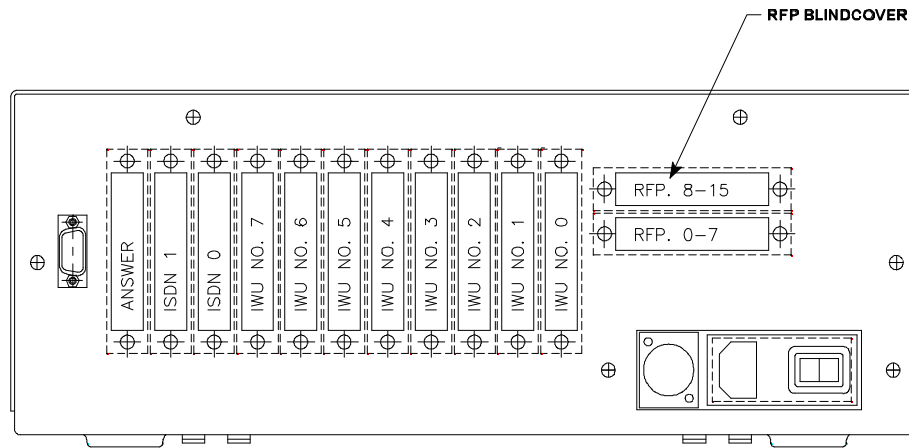 RFP BLINDCOVER
ANSWER
ISDN 1
ISDN 0
IWU NO. 7
IWU NO. 6
IWU NO. 5
IWU NO. 4
IWU NO. 3
IWU NO. 2
IWU NO. 1
IWU NO. 0
RFP. 8-15
RFP. 0-7